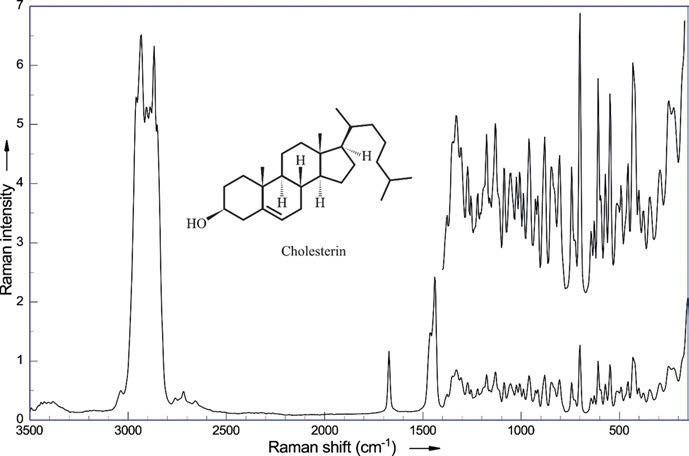 7
6
5
4
3
2
1
0
Raman intensity
H
H
H
H
HO
Cholesterin
3500 3000 2500 2000 1500 1000 500
Raman shift (cm-1)